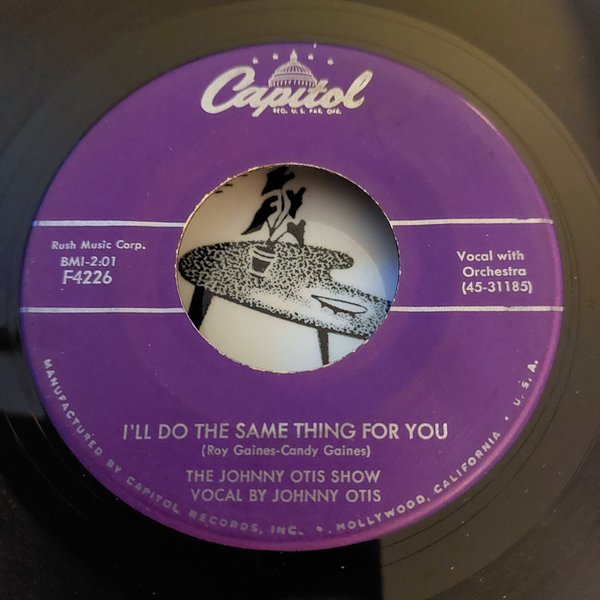 Capitol
REG. U. S. PAT. OFF.
Rush Music Corp.
BMI-2:01
F4226
Vocal with
Orchestra
(45-31185)
I'LL DO THE SAME THING FOR YOU
(Roy Gaines-Candy Gaines)
THE JOHNNY OTIS SHOW
VOCAL BY JOHNNY OTIS
MANUFACTURED BY CAPITOL RECORDS, INC. • HOLLYWOOD, CALIFORNIA • U.S.A.